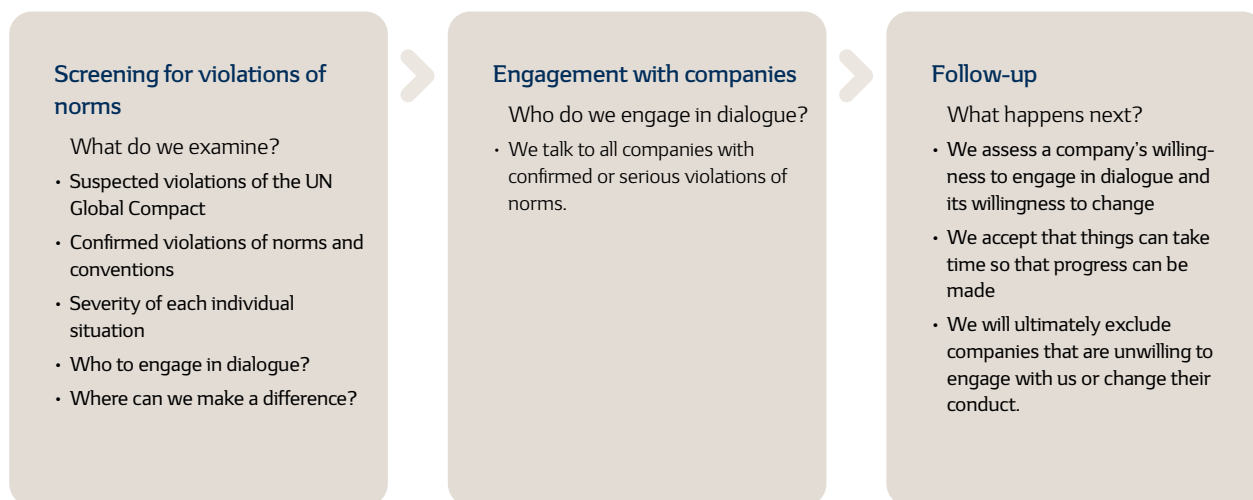 Screening for violations of
norms
What do we examine?
• Suspected violations of the UN
Global Compact
• Confirmed violations of norms and
conventions
• Severity of each individual
situation
• Who to engage in dialogue?
• Where can we make a difference?
Engagement with companies
Who do we engage in dialogue?
• We talk to all companies with
confirmed or serious violations of
norms.
Follow-up
What happens next?
• We assess a company's willing-
ness to engage in dialogue and
its willingness to change
• We accept that things can take
time so that progress can be
made
• We will ultimately exclude
companies that are unwilling to
engage with us or change their
conduct.